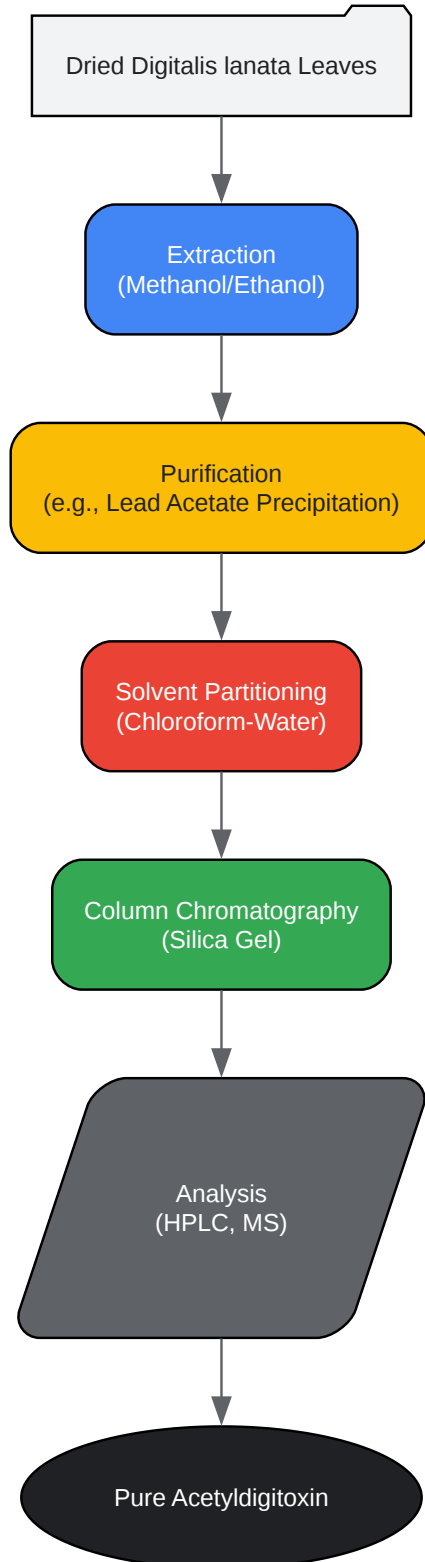 Dried Digitalis lanata Leaves
Extraction
(Methanol/Ethanol)
Purification
(e.g., Lead Acetate Precipitation)
Solvent Partitioning
(Chloroform-Water)
Column Chromatography
(Silica Gel)
Analysis
(HPLC, MS)
Pure Acetyldigitoxin